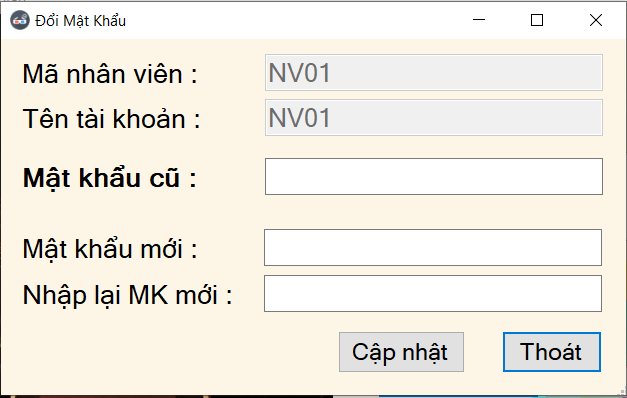 Đổi Mật Khẩu
Mã nhân viên : NV01
Tên tài khoản : NV01
Mật khẩu cũ :
Mật khẩu mới :
Nhập lại MK mới :
Cập nhật Thoát